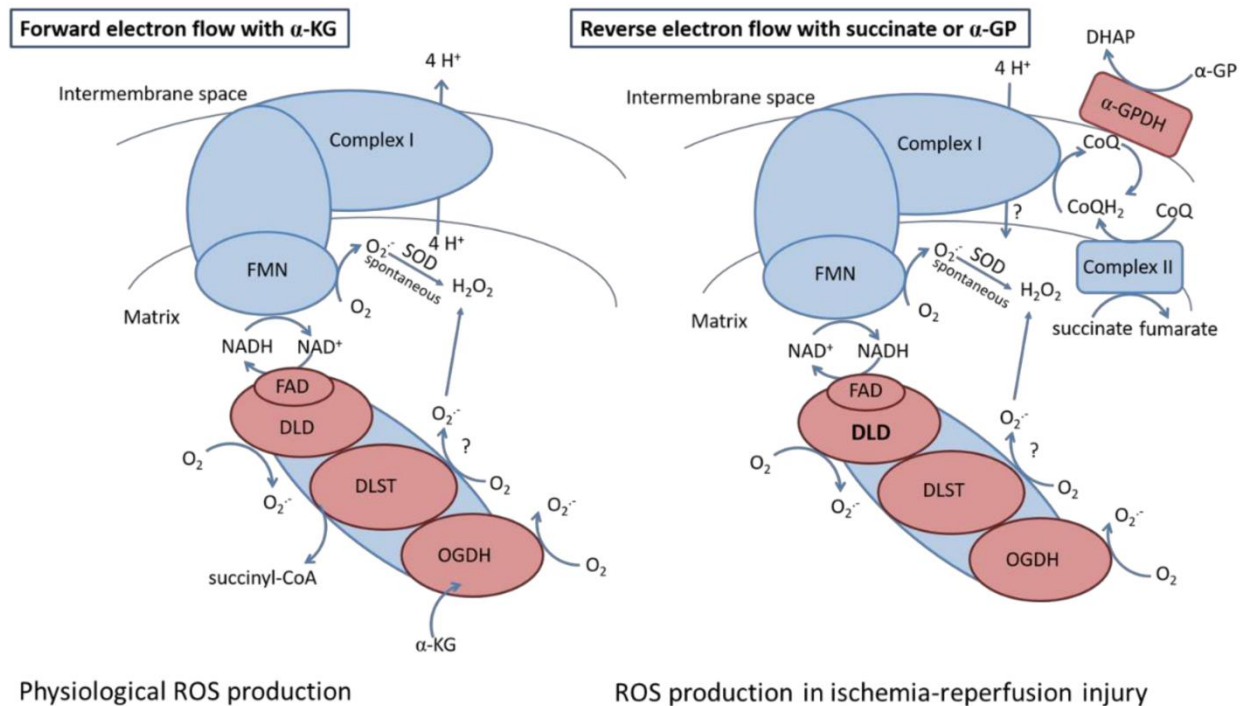 Forward electron flow with α-KG
4 H⁺
Intermembrane space
Complex I
4 H⁺
O₂·⁻
SOD
spontaneous
FMN
H₂O₂
O₂
Matrix
NADH
NAD⁺
FAD
DLD
O₂·⁻
?
O₂
O₂·⁻
DLST
O₂
O₂·⁻
OGDH
O₂
succinyl-CoA
α-KG
Physiological ROS production
Reverse electron flow with succinate or α-GP
DHAP
4 H⁺
α-GP
Intermembrane space
α-GPDH
Complex I
CoQ
?
CoQH₂
CoQ
O₂·⁻
SOD
spontaneous
FMN
Complex II
H₂O₂
O₂
Matrix
succinate
fumarate
NAD⁺
NADH
FAD
DLD
O₂·⁻
?
O₂
O₂·⁻
DLST
O₂
O₂·⁻
OGDH
O₂
ROS production in ischemia-reperfusion injury